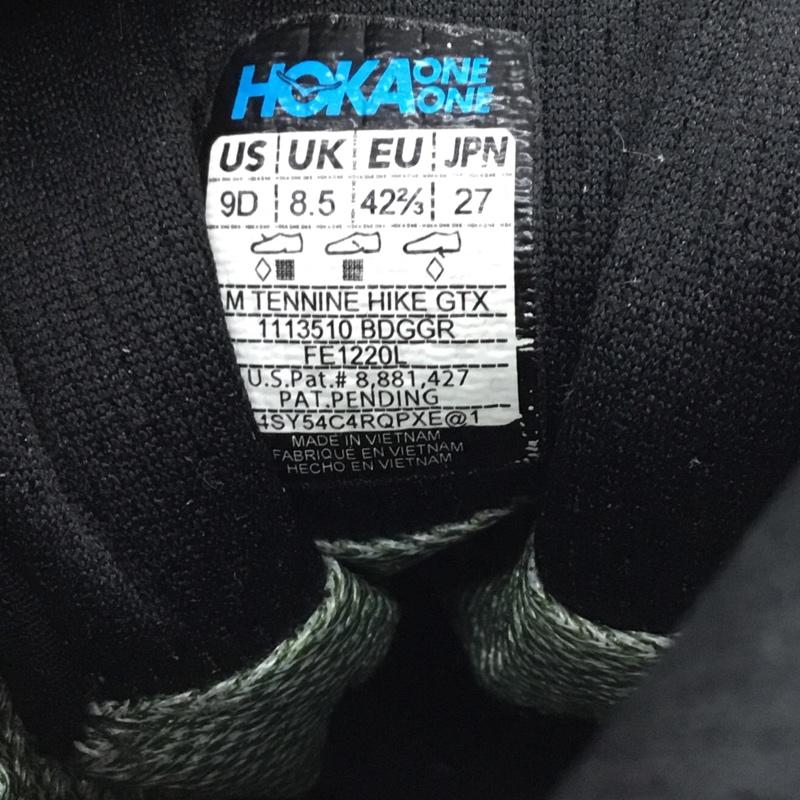 HOKA ONE ONE
US UK EU JPN
9D 8.5 42⅔ 27
M TENNINE HIKE GTX
1113510 BDGGR
FE1220L
U.S.Pat.# 8,881,427
PAT.PENDING
4SY54C4RQPXE@1
MADE IN VIETNAM
FABRIQUÉ EN VIETNAM
HECHO EN VIETNAM